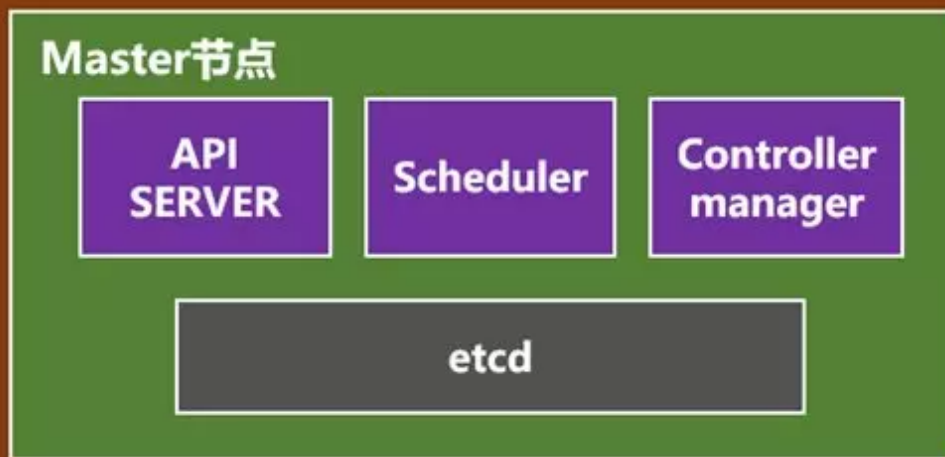 Master节点
API
SERVER
Scheduler
Controller
manager
etcd